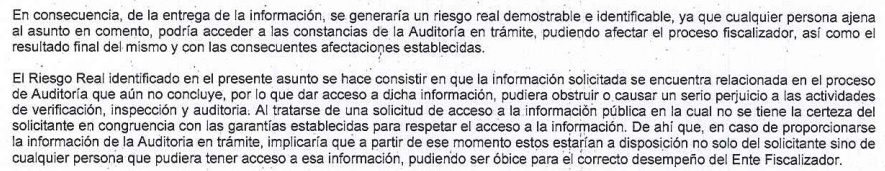 En consecuencia, de la entrega de la información, se generaría un riesgo real demostrable e identificable, ya que cualquier persona ajena
al asunto en comento, podría acceder a las constancias de la Auditoría en trámite, pudiendo afectar el proceso fiscalizador, así como el
resultado final del mismo y con las consecuentes afectaciones establecidas.
El Riesgo Real identificado en el presente asunto se hace consistir en que la información solicitada se encuentra relacionada en el proceso
de Auditoría que aún no concluye, por lo que dar acceso a dicha información, pudiera obstruir o causar un serio perjuicio a las actividades
de verificación, inspección y auditoria. Al tratarse de una solicitud de acceso a la información pública en la cual no se tiene la certeza del
solicitante en congruencia con las garantías establecidas para respetar el acceso a la información. De ahí que, en caso de proporcionarse
la información de la Auditoria en trámite, implicaría que a partir de ese momento estos estarían a disposición no solo del solicitante sino de
cualquier persona que pudiera tener acceso a esa información, pudiendo ser óbice para el correcto desempeño del Ente Fiscalizador.